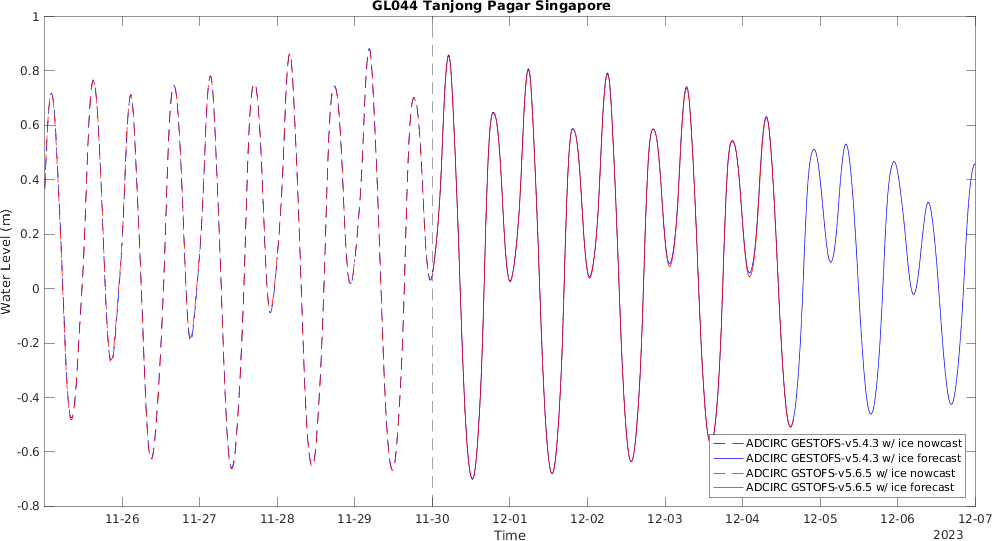 GL044 Tanjong Pagar Singapore
Water Level (m)
1
0.8
0.6
0.4
0.2
0
-0.2
-0.4
-0.6
-0.8
11-26 11-27 11-28 11-29 11-30 12-01 12-02 12-03 12-04 12-05 12-06 12-07
Time
2023
ADCIRC GESTOFS-v5.4.3 w/ ice nowcast
ADCIRC GESTOFS-v5.4.3 w/ ice forecast
ADCIRC GSTOFS-v5.6.5 w/ ice nowcast
ADCIRC GSTOFS-v5.6.5 w/ ice forecast